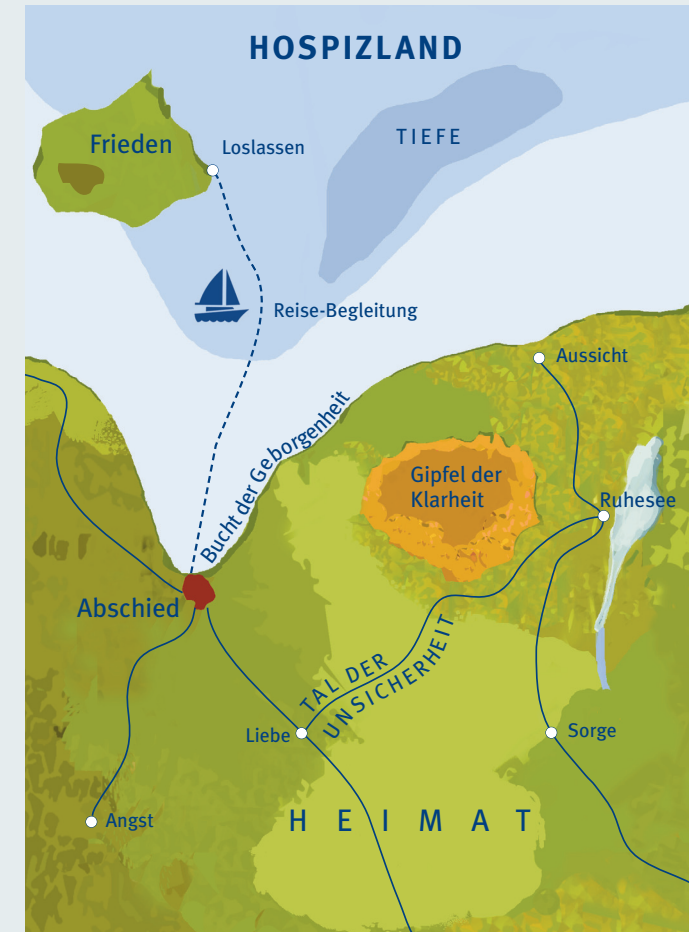 HOSPIZLAND
TIEFE
Frieden
Loslassen
Reise-Begleitung
Aussicht
Bucht der Geborgenheit
Gipfel der
Klarheit
Ruhesee
Abschied
TAL DER
UNSICHERHEIT
Liebe
Sorge
Angst
HEIMAT